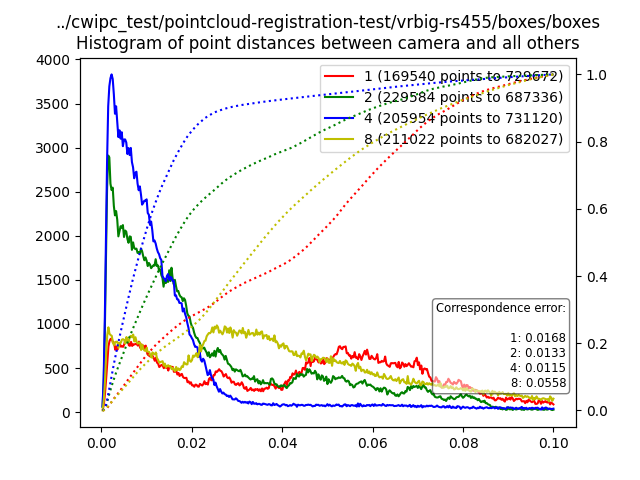 ../cwipc_test/pointcloud-registration-test/vrbig-rs455/boxes/boxes
Histogram of point distances between camera and all others
1 (169540 points to 729672)
2 (229584 points to 687336)
4 (205954 points to 731120)
8 (211022 points to 682027)
4000
3500
3000
2500
2000
1500
1000
500
0
1.0
0.8
0.6
0.4
0.2
0.0
Correspondence error:
1: 0.0168
2: 0.0133
4: 0.0115
8: 0.0558
0.00 0.02 0.04 0.06 0.08 0.10